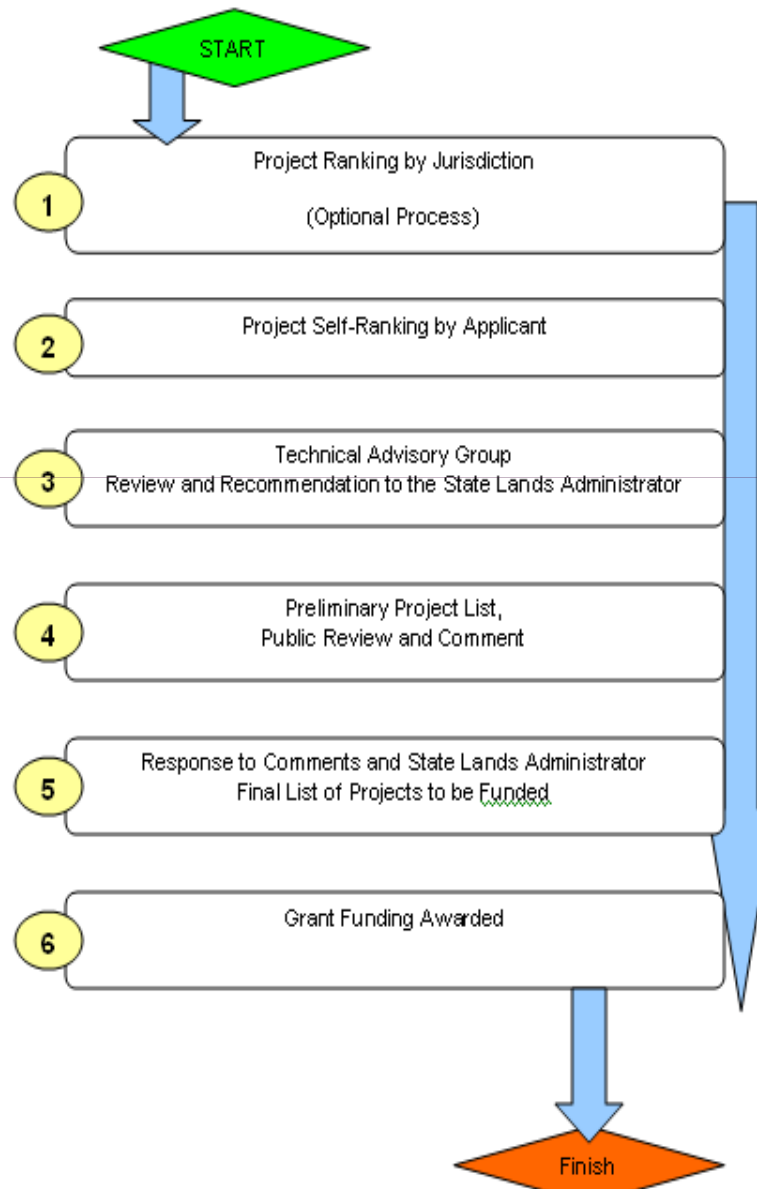 START
1
Project Ranking by Jurisdiction
(Optional Process)
2
Project Self-Ranking by Applicant
3
Technical Advisory Group
Review and Recommendation to the State Lands Administrator
4
Preliminary Project List,
Public Review and Comment
5
Response to Comments and State Lands Administrator
Final List of Projects to be Funded
6
Grant Funding Awarded
Finish